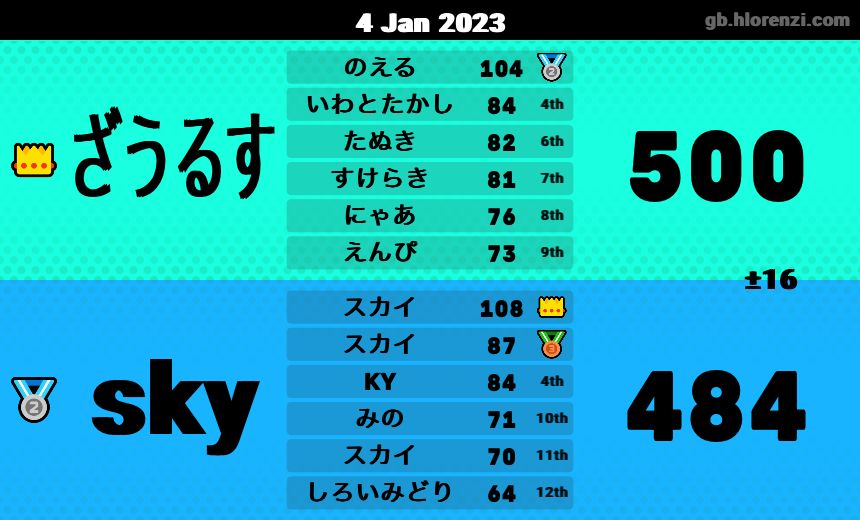 4 Jan 2023
gb.hlorenzi.com
ざうるす
のえる 104 2
いわとたかし 84 4th
たぬき 82 6th
すけらき 81 7th
にゃあ 76 8th
えんぴ 73 9th
500
±16
2 sky
スカイ 108
スカイ 87 3
KY 84 4th
みの 71 10th
スカイ 70 11th
しろいみどり 64 12th
484